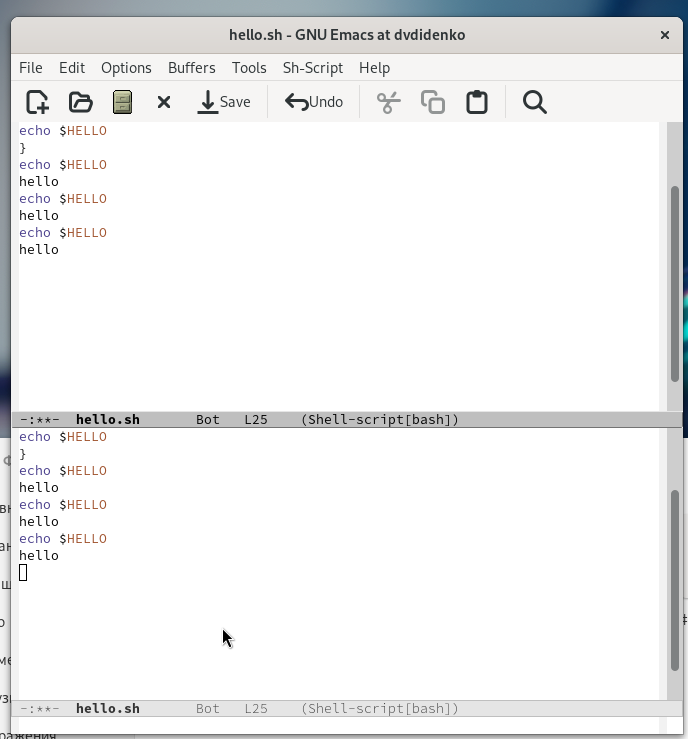 hello.sh - GNU Emacs at dvdidenko ×
File Edit Options Buffers Tools Sh-Script Help
Save Undo
echo $HELLO
}
echo $HELLO
hello
echo $HELLO
hello
echo $HELLO
hello
-:**- hello.sh Bot L25 (Shell-script[bash])
echo $HELLO
}
echo $HELLO
hello
echo $HELLO
hello
echo $HELLO
hello
-:**- hello.sh Bot L25 (Shell-script[bash])